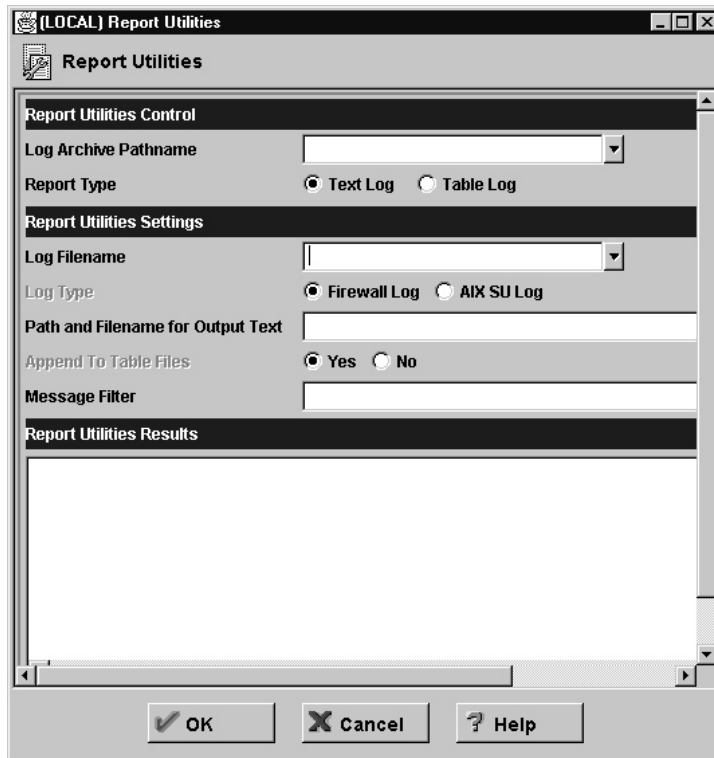 (LOCAL) Report Utilities
Report Utilities
Report Utilities Control
Log Archive Pathname
Report Type Text Log Table Log
Report Utilities Settings
Log Filename
Log Type Firewall Log AIX SU Log
Path and Filename for Output Text
Append To Table Files Yes No
Message Filter
Report Utilities Results
OK Cancel ? Help